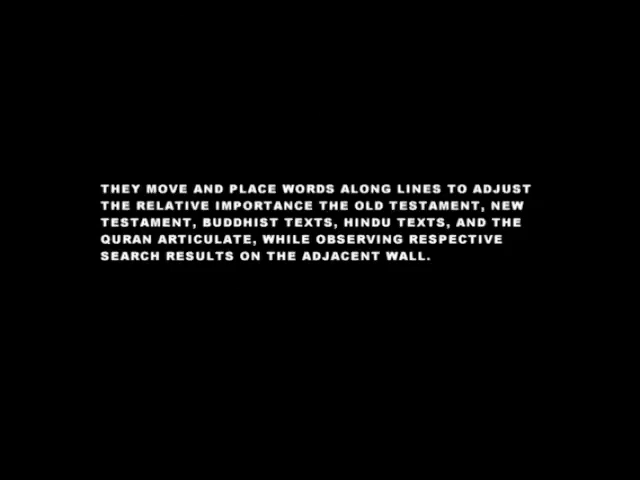 THEY MOVE AND PLACE WORDS ALONG LINES TO ADJUST
THE RELATIVE IMPORTANCE THE OLD TESTAMENT, NEW
TESTAMENT, BUDDHIST TEXTS, HINDU TEXTS, AND THE
QURAN ARTICULATE, WHILE OBSERVING RESPECTIVE
SEARCH RESULTS ON THE ADJACENT WALL.